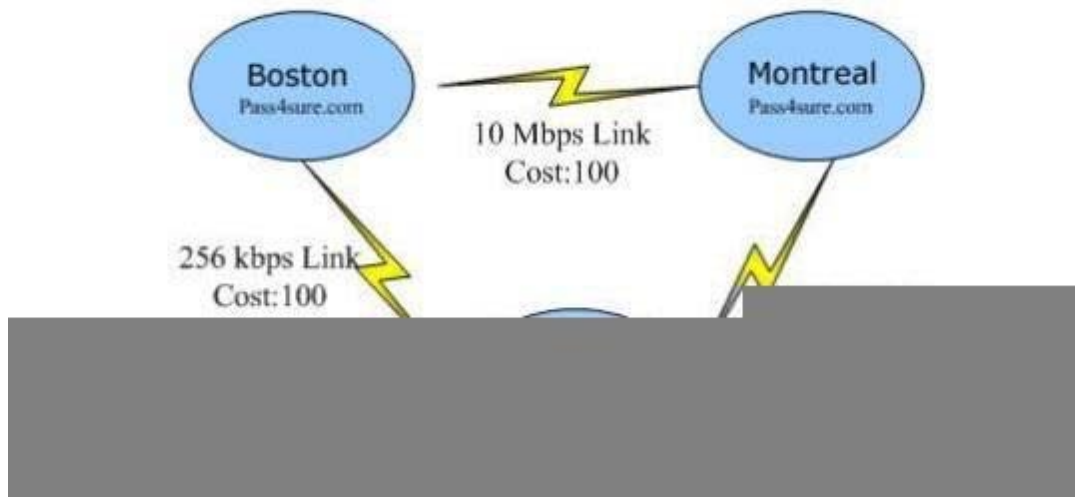 Boston
Pass4sure.com
Montreal
Pass4sure.com
10 Mbps Link
Cost:100
256 kbps Link
Cost:100